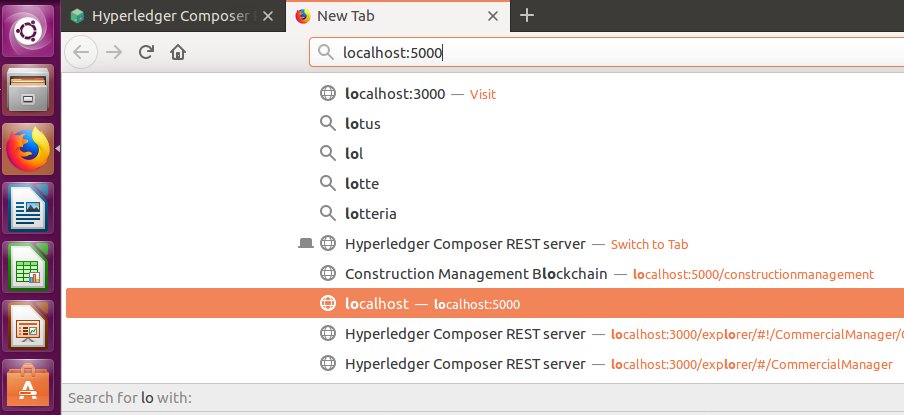 Hyperledger Composer New Tab
localhost:5000
localhost:3000 — Visit
lotus
lol
lotte
lotteria
Hyperledger Composer REST server — Switch to Tab
Construction Management Blockchain — localhost:5000/constructionmanagement
localhost — localhost:5000
Hyperledger Composer REST server — localhost:3000/explorer/#!/CommercialManager/
Hyperledger Composer REST server — localhost:3000/explorer/#/CommercialManager
Search for lo with: